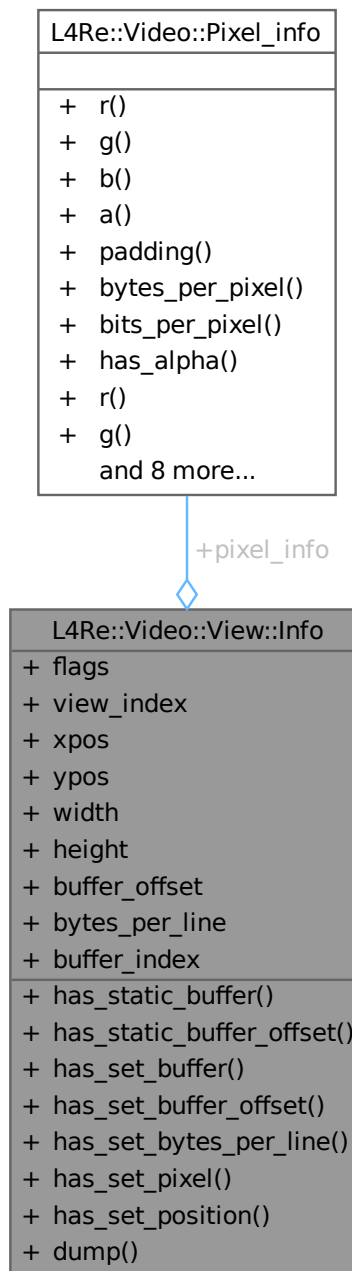 L4Re::Video::Pixel_info
+ r()
+ g()
+ b()
+ a()
+ padding()
+ bytes_per_pixel()
+ bits_per_pixel()
+ has_alpha()
+ r()
+ g()
and 8 more...
+pixel_info
L4Re::Video::View::Info
+ flags
+ view_index
+ xpos
+ ypos
+ width
+ height
+ buffer_offset
+ bytes_per_line
+ buffer_index
+ has_static_buffer()
+ has_static_buffer_offset()
+ has_set_buffer()
+ has_set_buffer_offset()
+ has_set_bytes_per_line()
+ has_set_pixel()
+ has_set_position()
+ dump()